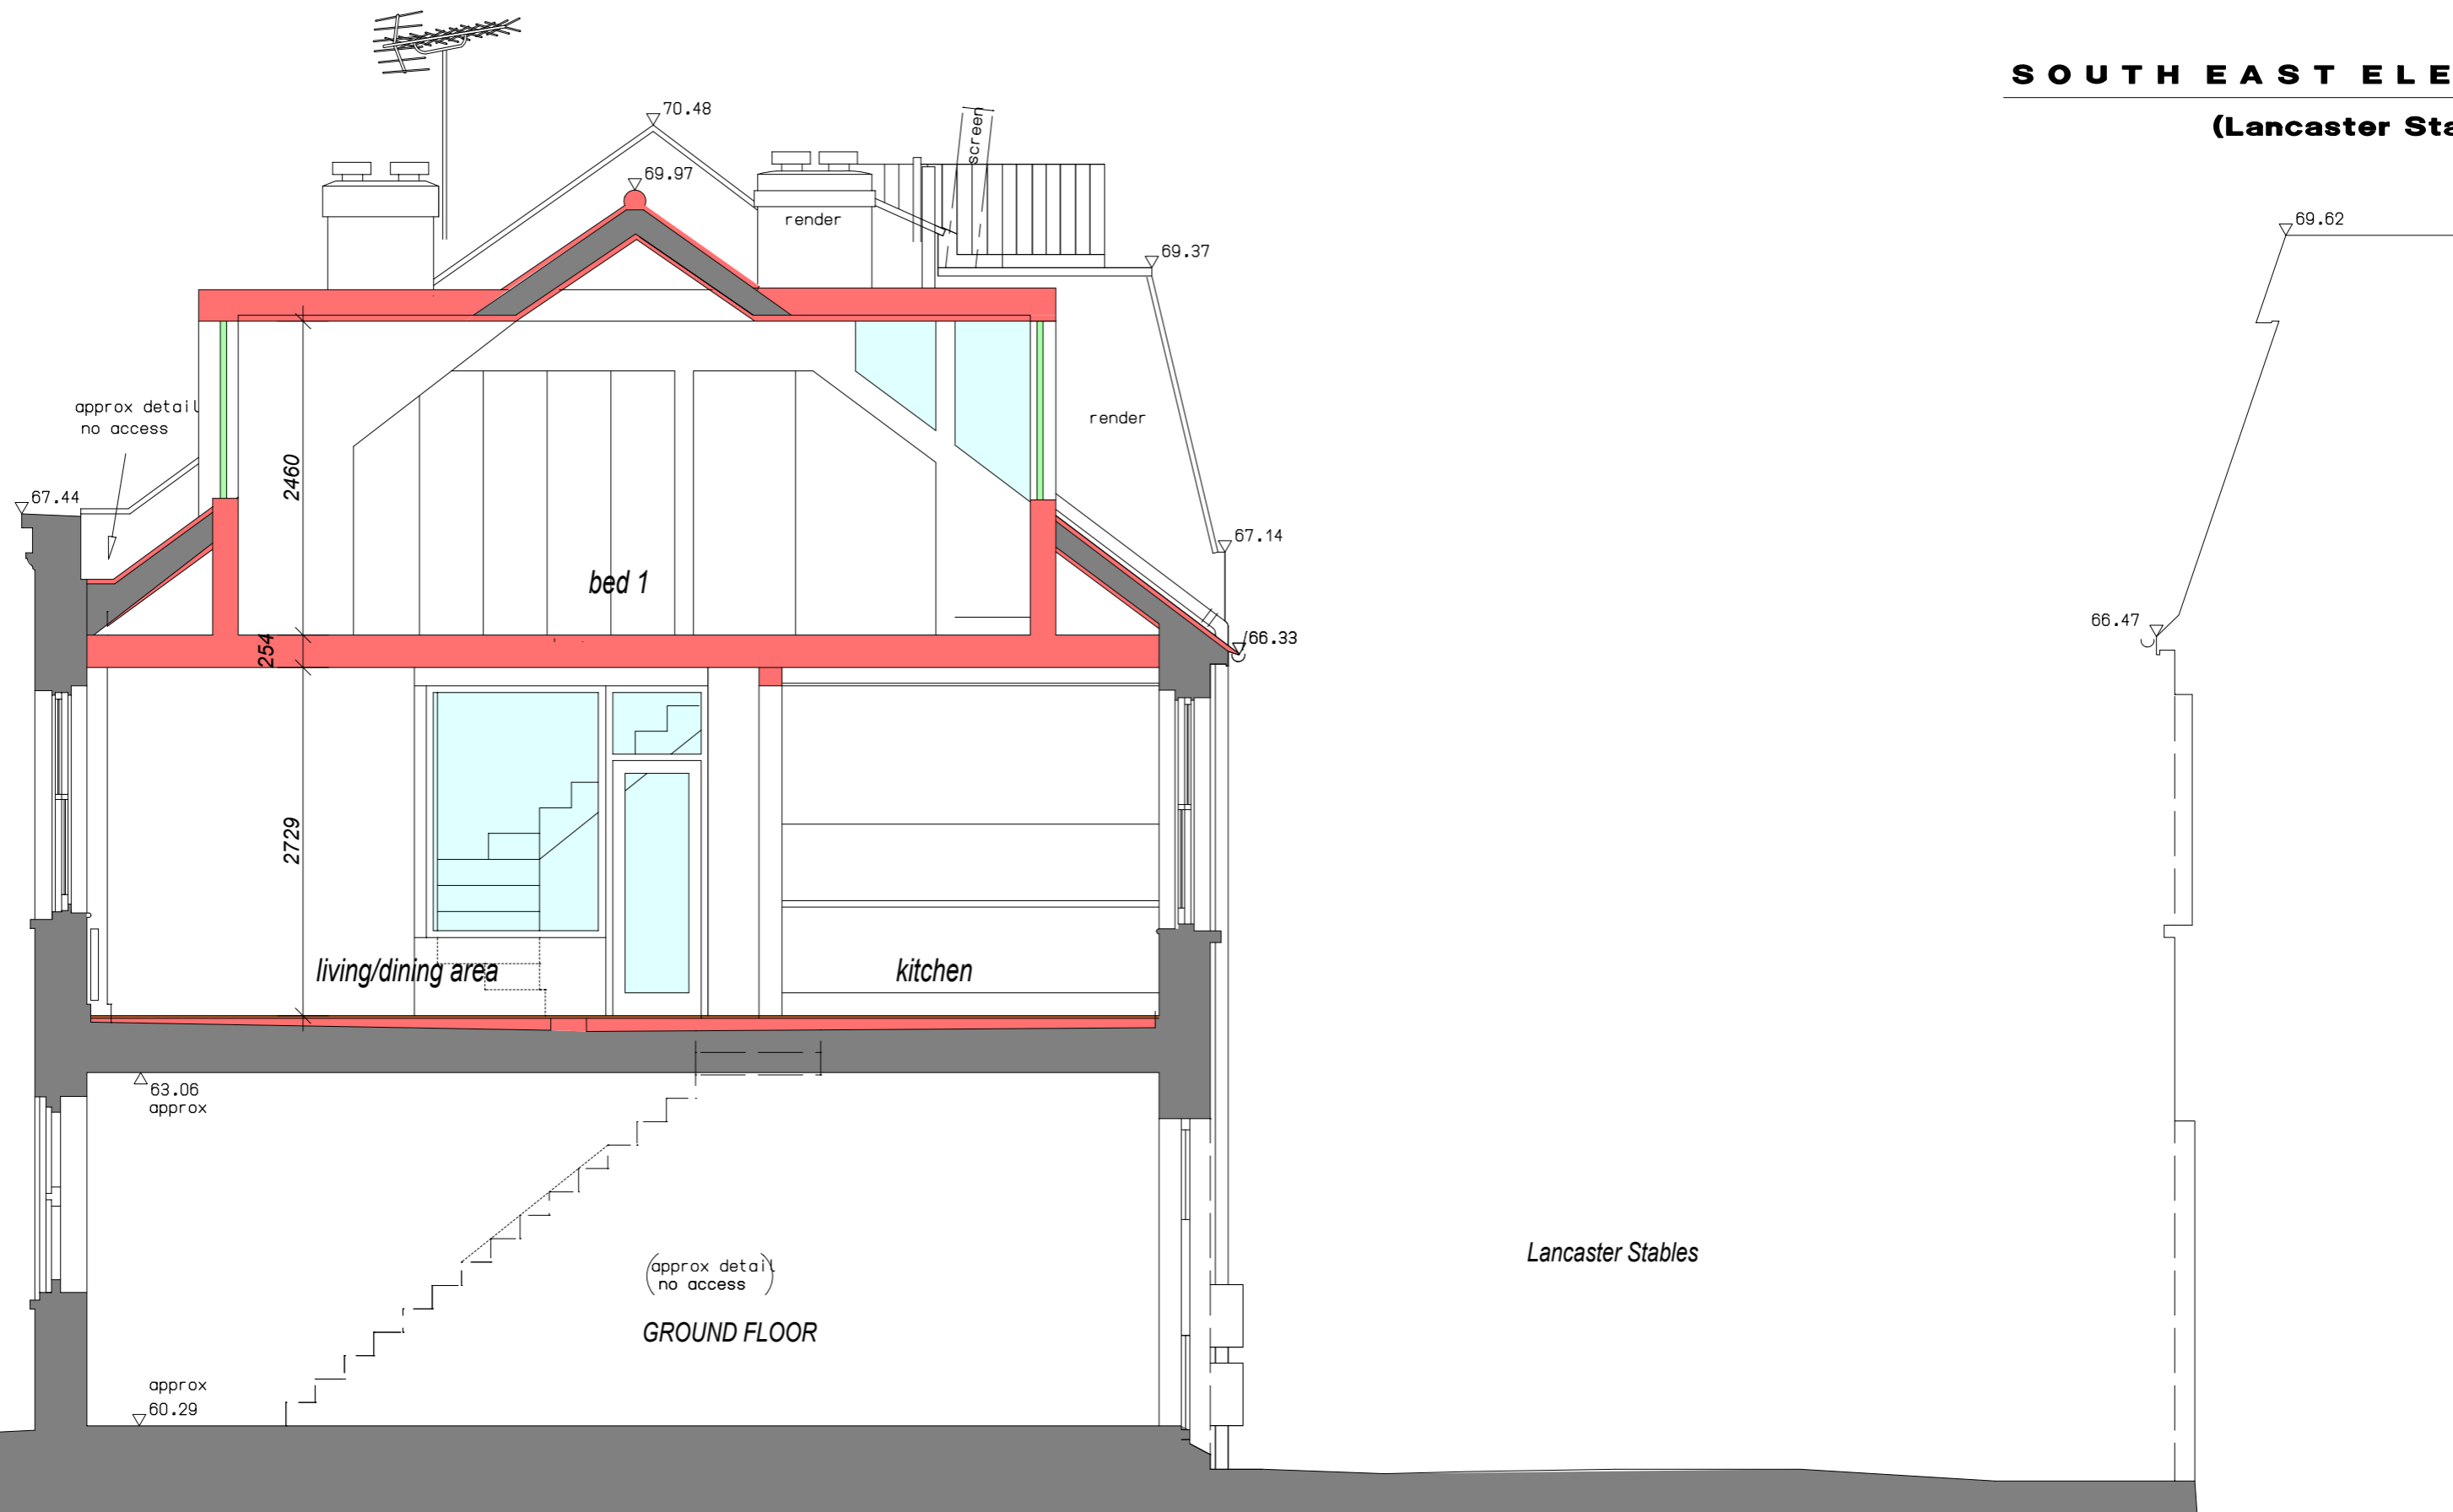 SOUTH EAST ELE
(Lancaster Sta
70.48
screen
69.97
render
69.62
69.37
approx detail
no access
render
2460
67.44
67.14
bed 1
66.47
254
66.33
2729
living/dining area
kitchen
63.06
approx
Lancaster Stables
(approx detail
no access)
GROUND FLOOR
approx
60.29